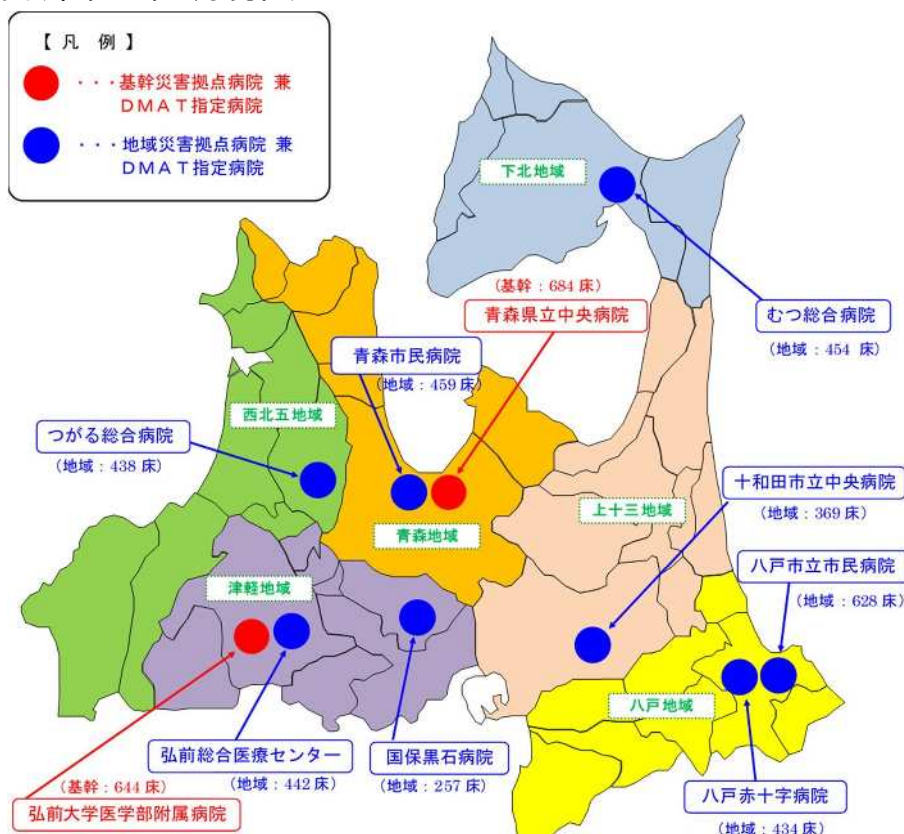 【 凡 例 】
・・・基幹災害拠点病院 兼
ＤＭＡＴ指定病院
・・・地域災害拠点病院 兼
ＤＭＡＴ指定病院
下北地域
(基幹：684 床)
青森県立中央病院
むつ総合病院
(地域：454 床)
青森市民病院
(地域：459 床)
西北五地域
つがる総合病院
(地域：438 床)
十和田市立中央病院
(地域：369 床)
上十三地域
青森地域
八戸市立市民病院
(地域：628 床)
津軽地域
八戸地域
弘前総合医療センター
(地域：442 床)
国保黒石病院
(地域：257 床)
(基幹：644 床)
弘前大学医学部附属病院
八戸赤十字病院
(地域：434 床)